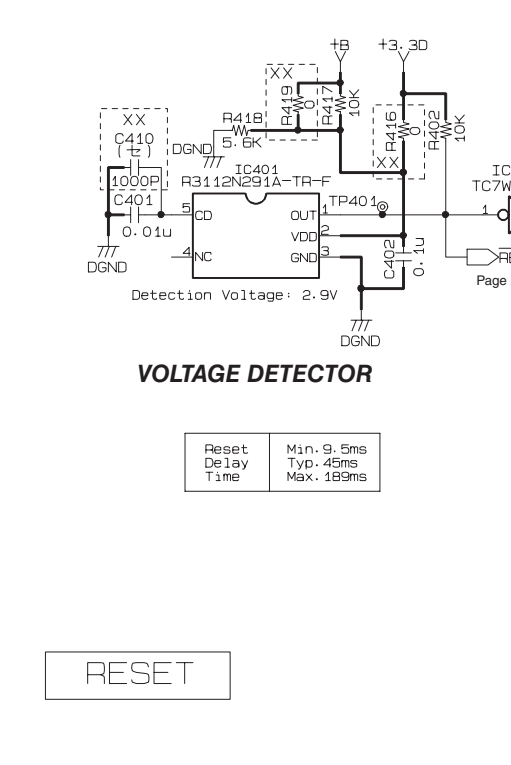 +B
+3.3D
XX
R419
0
R417
10K
R416
0
XX
R402
10K
XX
C410
(セ)
1000P
R418
5.6K
DGND
IC401
R3112N291A-TR-F
TP401
IC
TC7W
C401
0.01u
5
CD
OUT
1
1
VDD
2
4
NC
GND
3
C402
0.1u
DGND
RE
Page
Detection Voltage: 2.9V
DGND
VOLTAGE DETECTOR
Reset Min. 9.5ms
Delay Typ. 45ms
Time Max. 189ms
RESET